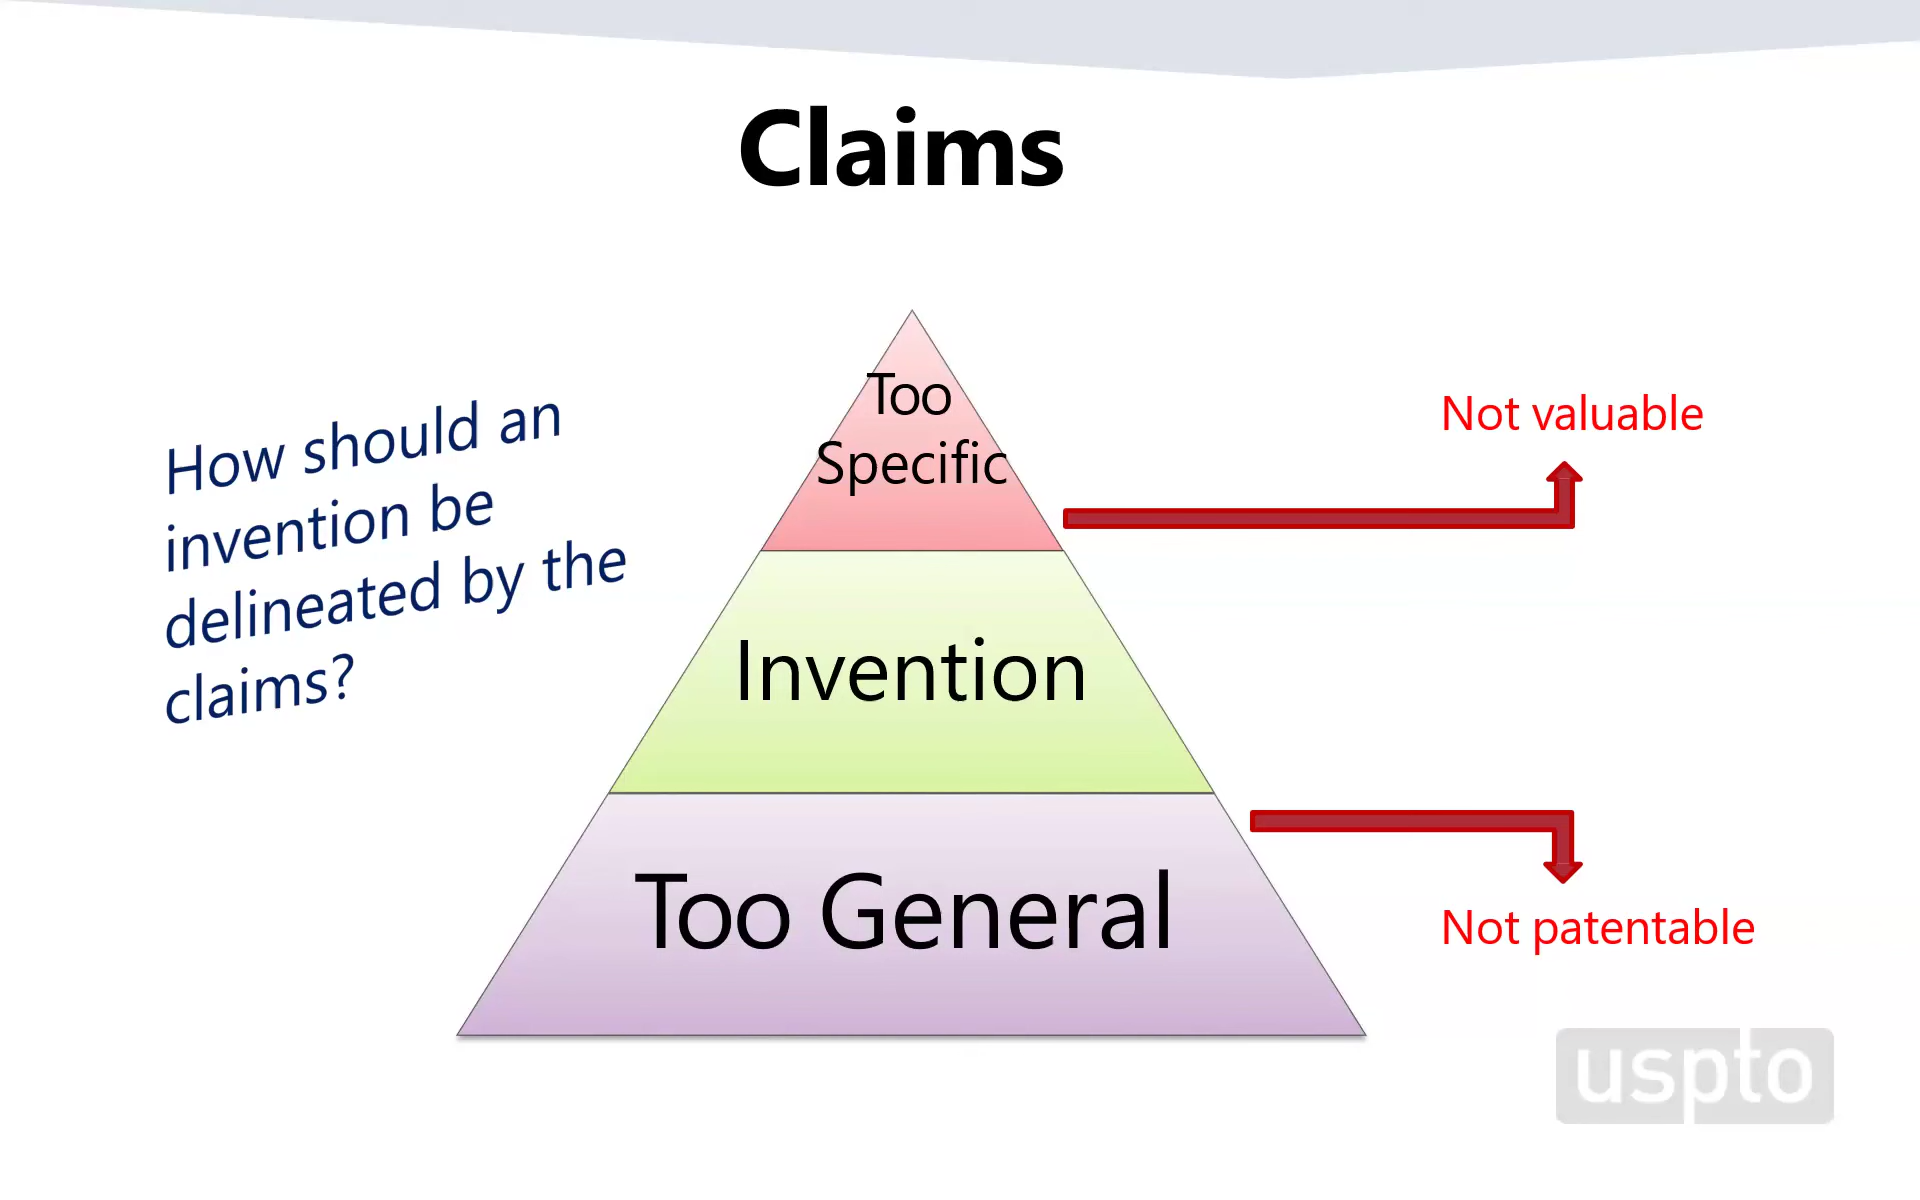 Claims
How should an
invention be
delineated by the
claims?
Too
Specific
Invention
Too General
Not valuable
Not patentable
uspto